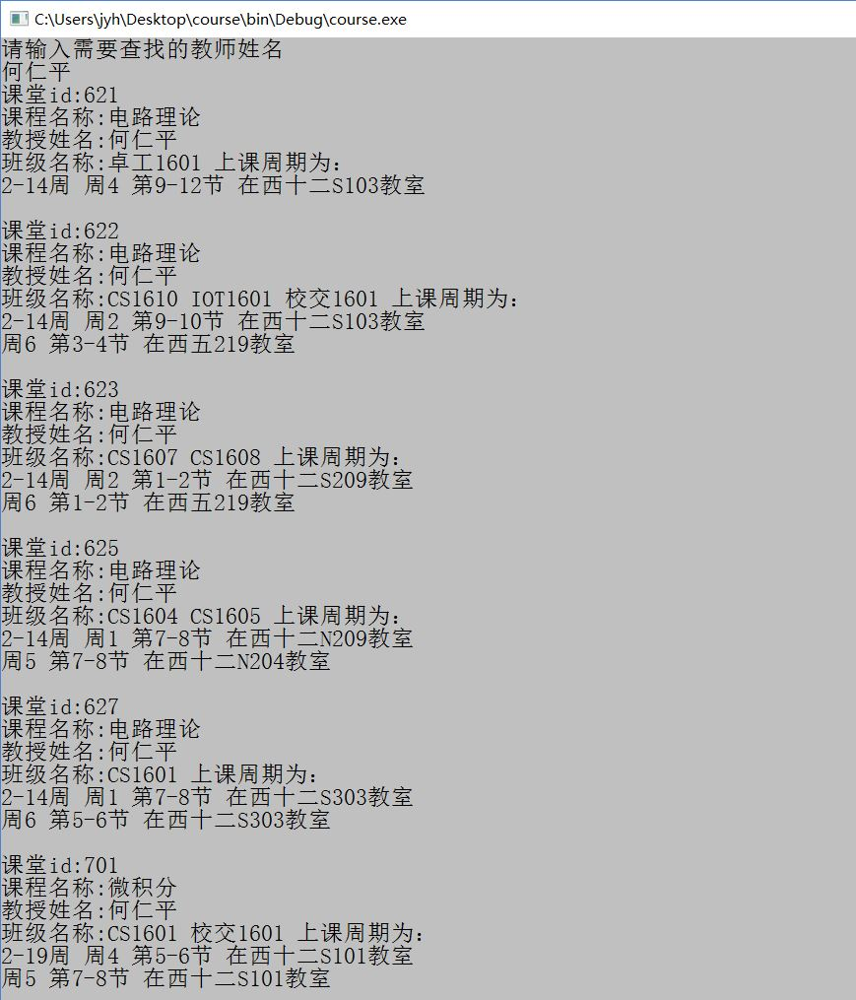 C:\Users\jyh\Desktop\course\bin\Debug\course.exe
请输入需要查找的教师姓名
何仁平
课堂id:621
课程名称:电路理论
教授姓名:何仁平
班级名称:卓工1601 上课周期为:
2-14周 周4 第9-12节 在西十二S103教室
课堂id:622
课程名称:电路理论
教授姓名:何仁平
班级名称:CS1610 IOT1601 校交1601 上课周期为:
2-14周 周2 第9-10节 在西十二S103教室
周6 第3-4节 在西五219教室
课堂id:623
课程名称:电路理论
教授姓名:何仁平
班级名称:CS1607 CS1608 上课周期为:
2-14周 周2 第1-2节 在西十二S209教室
周6 第1-2节 在西五219教室
课堂id:625
课程名称:电路理论
教授姓名:何仁平
班级名称:CS1604 CS1605 上课周期为:
2-14周 周1 第7-8节 在西十二N209教室
周5 第7-8节 在西十二N204教室
课堂id:627
课程名称:电路理论
教授姓名:何仁平
班级名称:CS1601 上课周期为:
2-14周 周1 第7-8节 在西十二S303教室
周6 第5-6节 在西十二S303教室
课堂id:701
课程名称:微积分
教授姓名:何仁平
班级名称:CS1601 校交1601 上课周期为:
2-19周 周4 第5-6节 在西十二S101教室
周5 第7-8节 在西十二S101教室